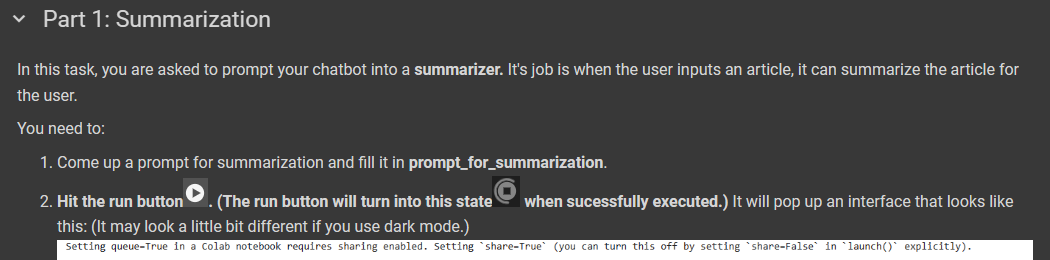 Part 1: Summarization
In this task, you are asked to prompt your chatbot into a summarizer. It's job is when the user inputs an article, it can summarize the article for
the user.
You need to:
1. Come up a prompt for summarization and fill it in prompt_for_summarization.
2. Hit the run button . (The run button will turn into this state when sucessfully executed.) It will pop up an interface that looks like
this: (It may look a little bit different if you use dark mode.)
Setting queue=True in a Colab notebook requires sharing enabled. Setting `share=True` (you can turn this off by setting `share=False` in `launch()` explicitly).